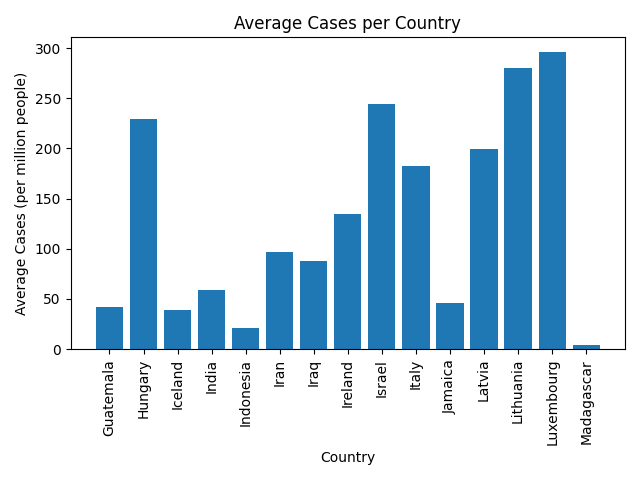 Average Cases per Country
Average Cases (per million people)
300
250
200
150
100
50
0
Guatemala
Hungary
Iceland
India
Indonesia
Iran
Iraq
Ireland
Israel
Italy
Jamaica
Latvia
Lithuania
Luxembourg
Madagascar
Country